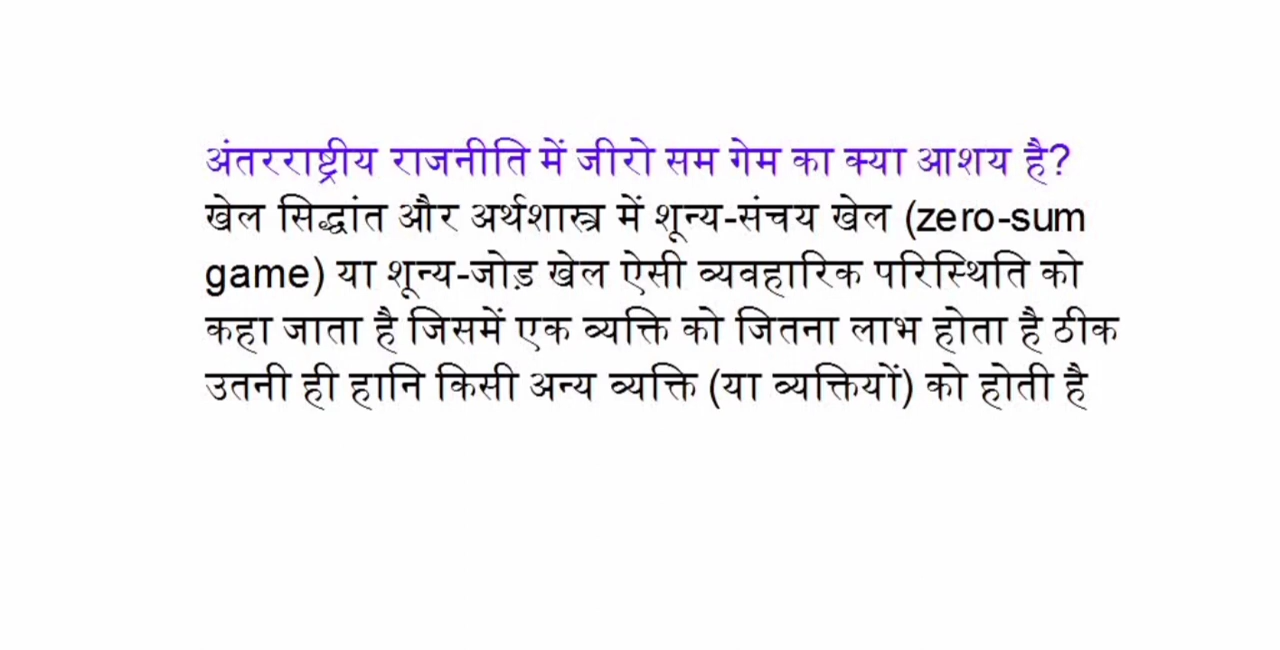 अंतरराष्ट्रीय राजनीति में जीरो सम गेम का क्या आशय है?
खेल सिद्धांत और अर्थशास्त्र में शून्य-संचय खेल (zero-sum
game) या शून्य-जोड़ खेल ऐसी व्यवहारिक परिस्थिति को
कहा जाता है जिसमें एक व्यक्ति को जितना लाभ होता है ठीक
उतनी ही हानि किसी अन्य व्यक्ति (या व्यक्तियों) को होती है